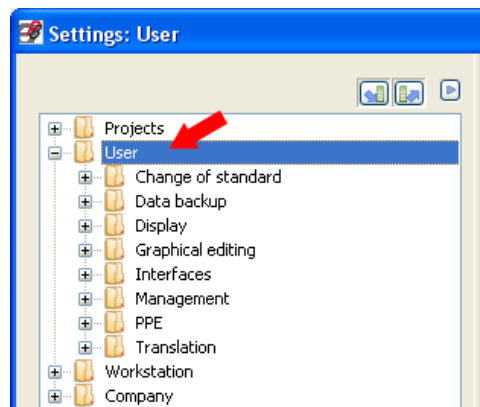 Settings: User
Projects
User
Change of standard
Data backup
Display
Graphical editing
Interfaces
Management
PPE
Translation
Workstation
Company